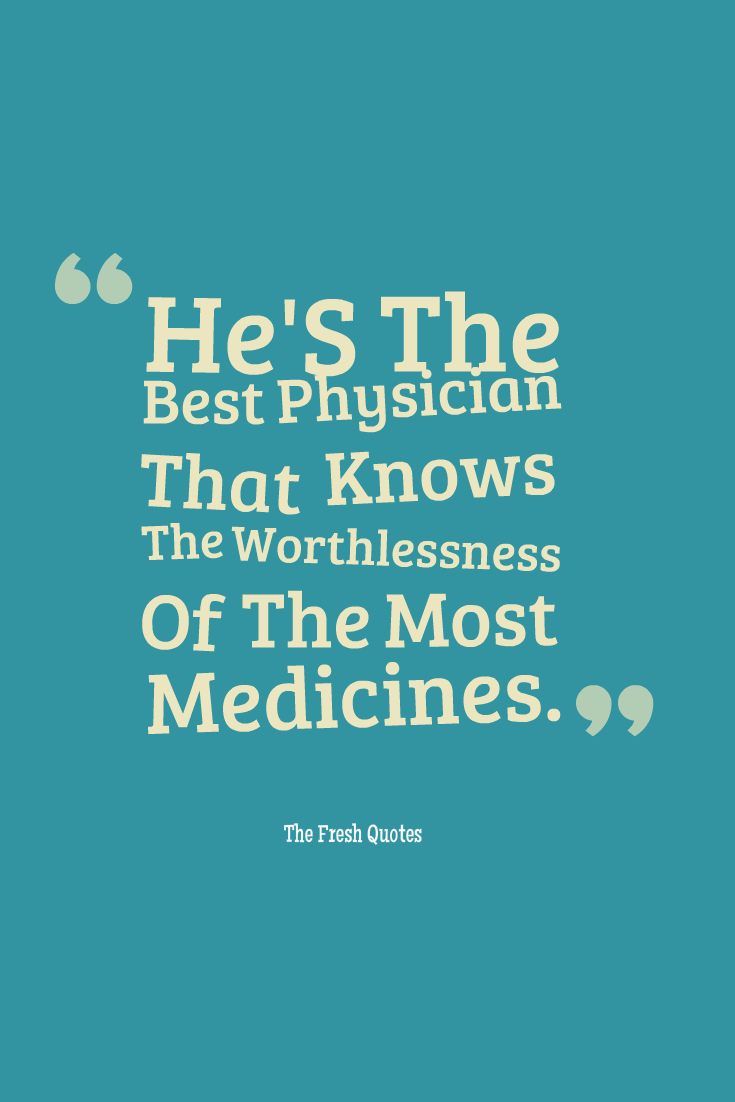 “
He'S The
Best Physician
That Knows
The Worthlessness
Of The Most
Medicines.
”
The Fresh Quotes